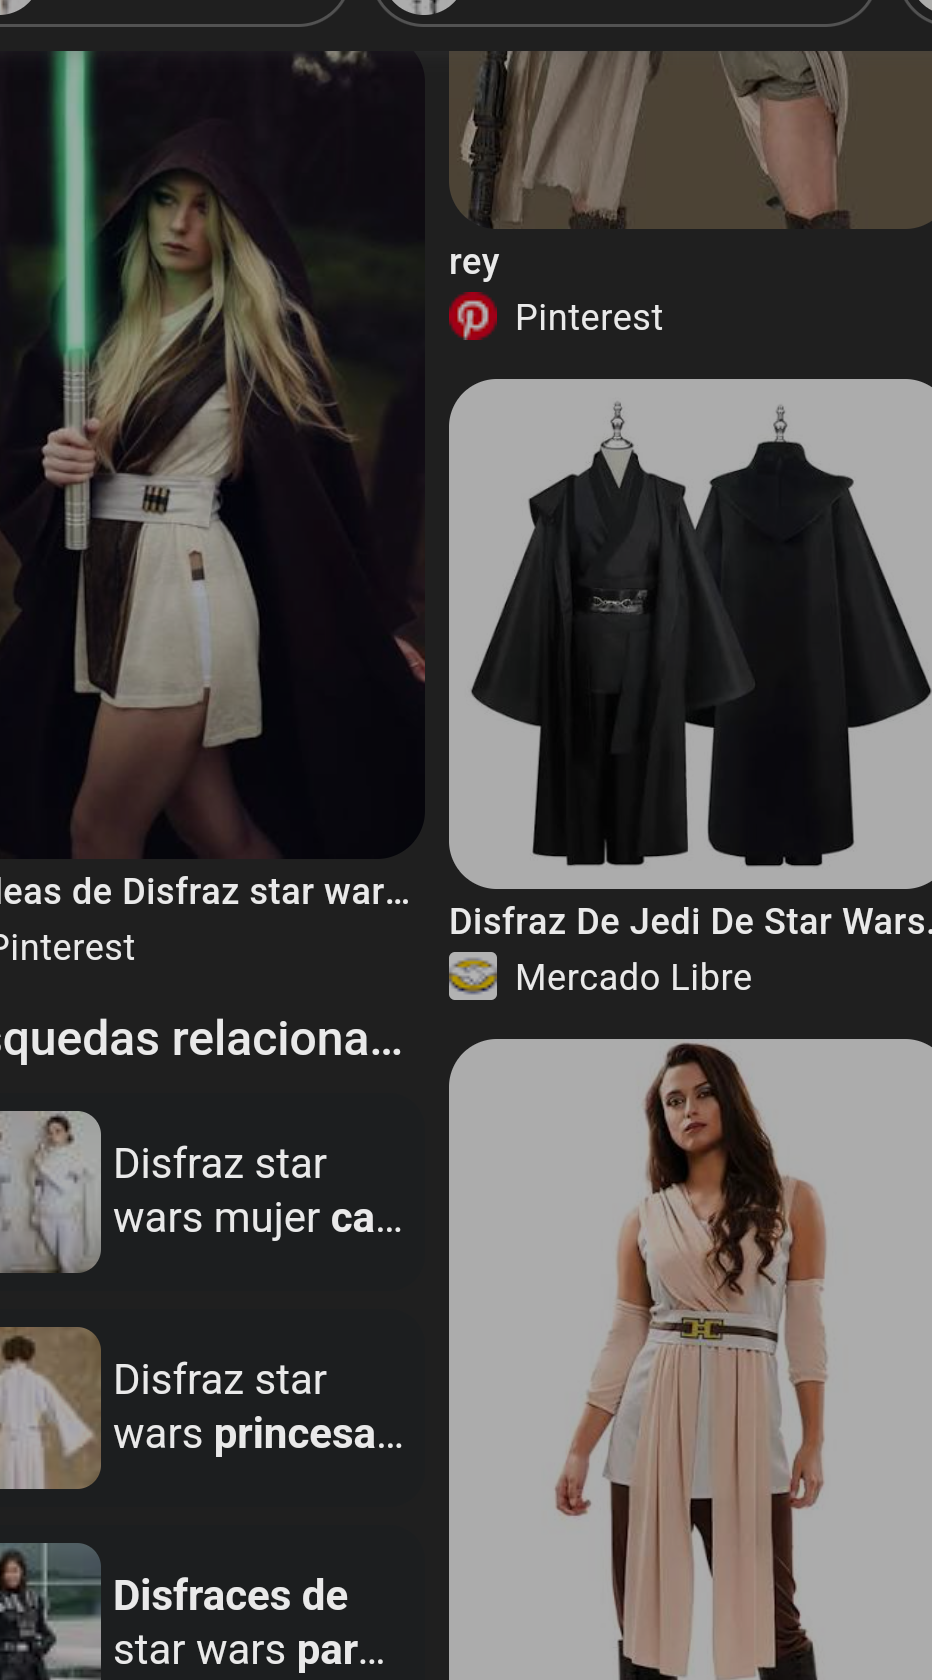 leas de Disfraz star war...
Pinterest
squedas relaciona...
Disfraz star
wars mujer ca...
Disfraz star
wars princesa...
Disfraces de
star wars par...
rey
Pinterest
Disfraz De Jedi De Star Wars.
Mercado Libre